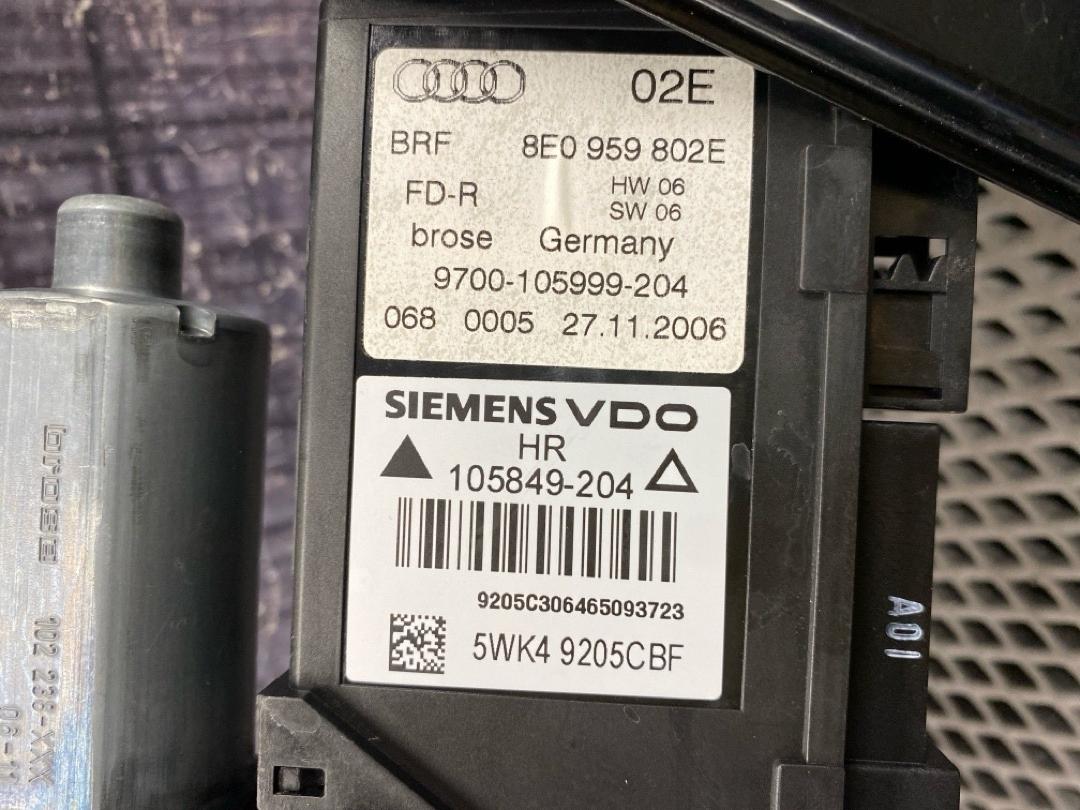 02E
BRF 8E0 959 802E
FD-R HW 06
SW 06
brose Germany
9700-105999-204
068 0005 27.11.2006
SIEMENS VDO
HR
105849-204
9205C306465093723
5WK4 9205CBF
A01
brose 102 238-XXX